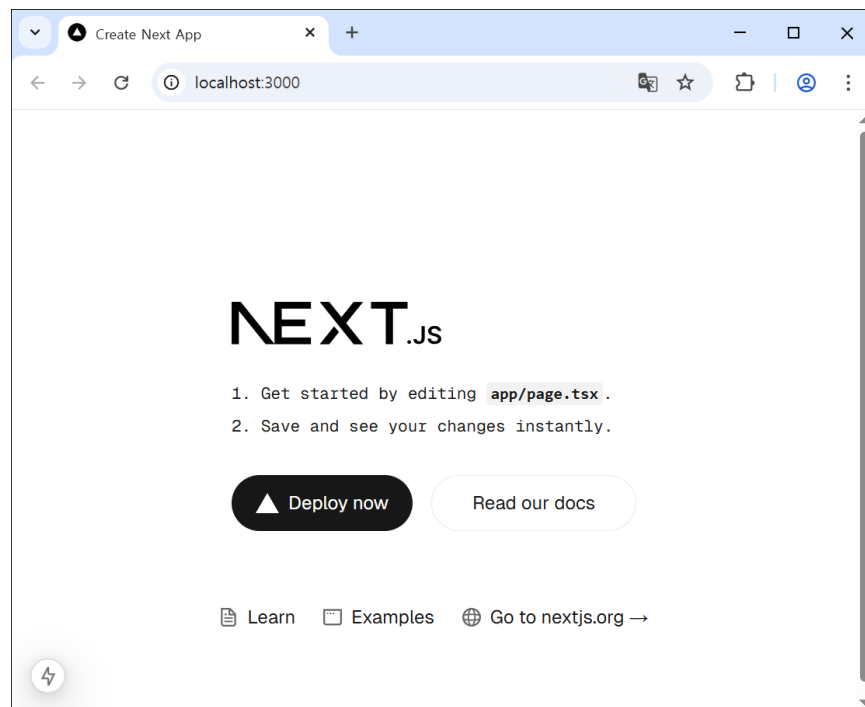 Create Next App
localhost:3000
NEXT.JS
1. Get started by editing app/page.tsx.
2. Save and see your changes instantly.
Deploy now Read our docs
Learn Examples Go to nextjs.org →